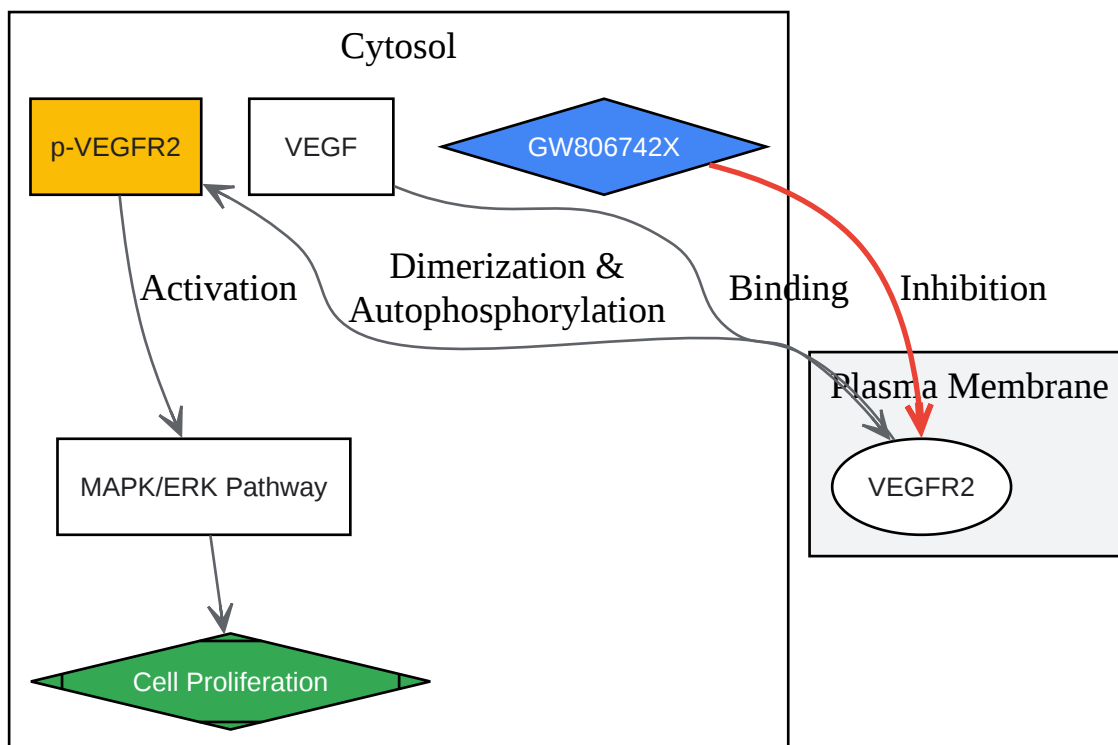 Cytosol
p-VEGFR2
VEGF
GW806742X
Activation
Dimerization &
Autophosphorylation
Binding
Inhibition
Plasma Membrane
MAPK/ERK Pathway
VEGFR2
Cell Proliferation